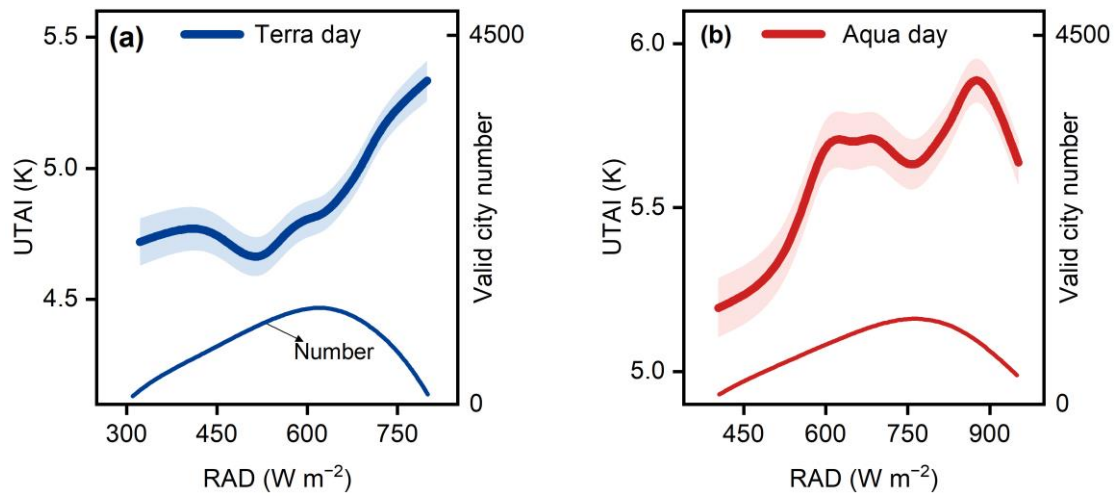 (a) Terra day
5.5
5.0
4.5
UTAI (K)
4500
0
Valid city number
Number
300 450 600 750
RAD (W m−2)
(b) Aqua day
6.0
5.5
5.0
UTAI (K)
4500
0
Valid city number
450 600 750 900
RAD (W m−2)